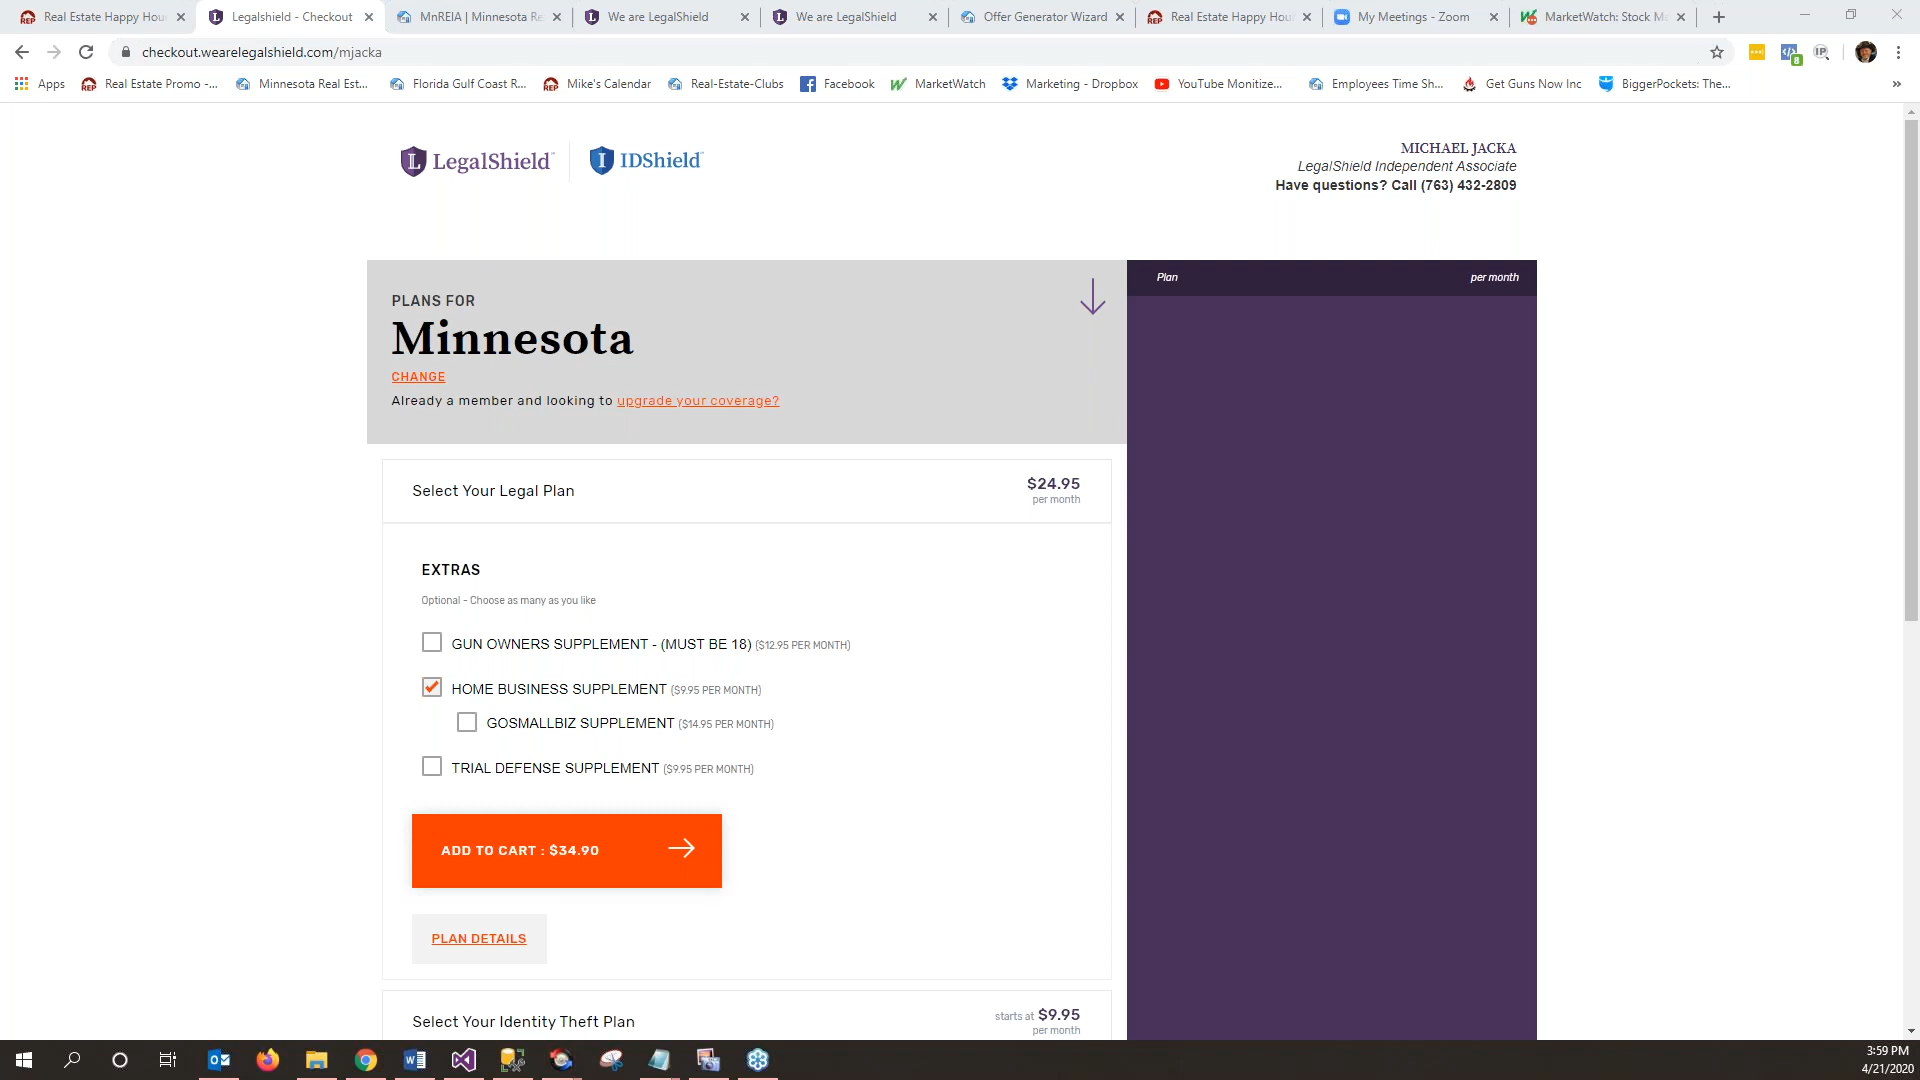 Real Estate Happy Hou
Legalshield - Checkout
MnREIA | Minnesota Re
We are LegalShield
We are LegalShield
Offer Generator Wizard
Real Estate Happy Hou
My Meetings - Zoom
MarketWatch: Stock Ma
checkout.wearelegalshield.com/mjacka
Apps
REP Real Estate Promo -...
Minnesota Real Est...
Florida Gulf Coast R...
REP Mike's Calendar
Real-Estate-Clubs
Facebook
MarketWatch
Marketing - Dropbox
YouTube Monitize...
Employees Time Sh...
Get Guns Now Inc
BiggerPockets: The...
LegalShield
IDShield
MICHAEL JACKA
LegalShield Independent Associate
Have questions? Call (763) 432-2809
Plan per month
PLANS FOR
Minnesota
CHANGE
Already a member and looking to upgrade your coverage?
Select Your Legal Plan
$24.95
per month
EXTRAS
Optional - Choose as many as you like
GUN OWNERS SUPPLEMENT - (MUST BE 18) ($12.95 PER MONTH)
HOME BUSINESS SUPPLEMENT ($9.95 PER MONTH)
GOSMALLBIZ SUPPLEMENT ($14.95 PER MONTH)
TRIAL DEFENSE SUPPLEMENT ($9.95 PER MONTH)
ADD TO CART : $34.90
PLAN DETAILS
Select Your Identity Theft Plan
starts at $9.95
per month
3:59 PM
4/21/2020